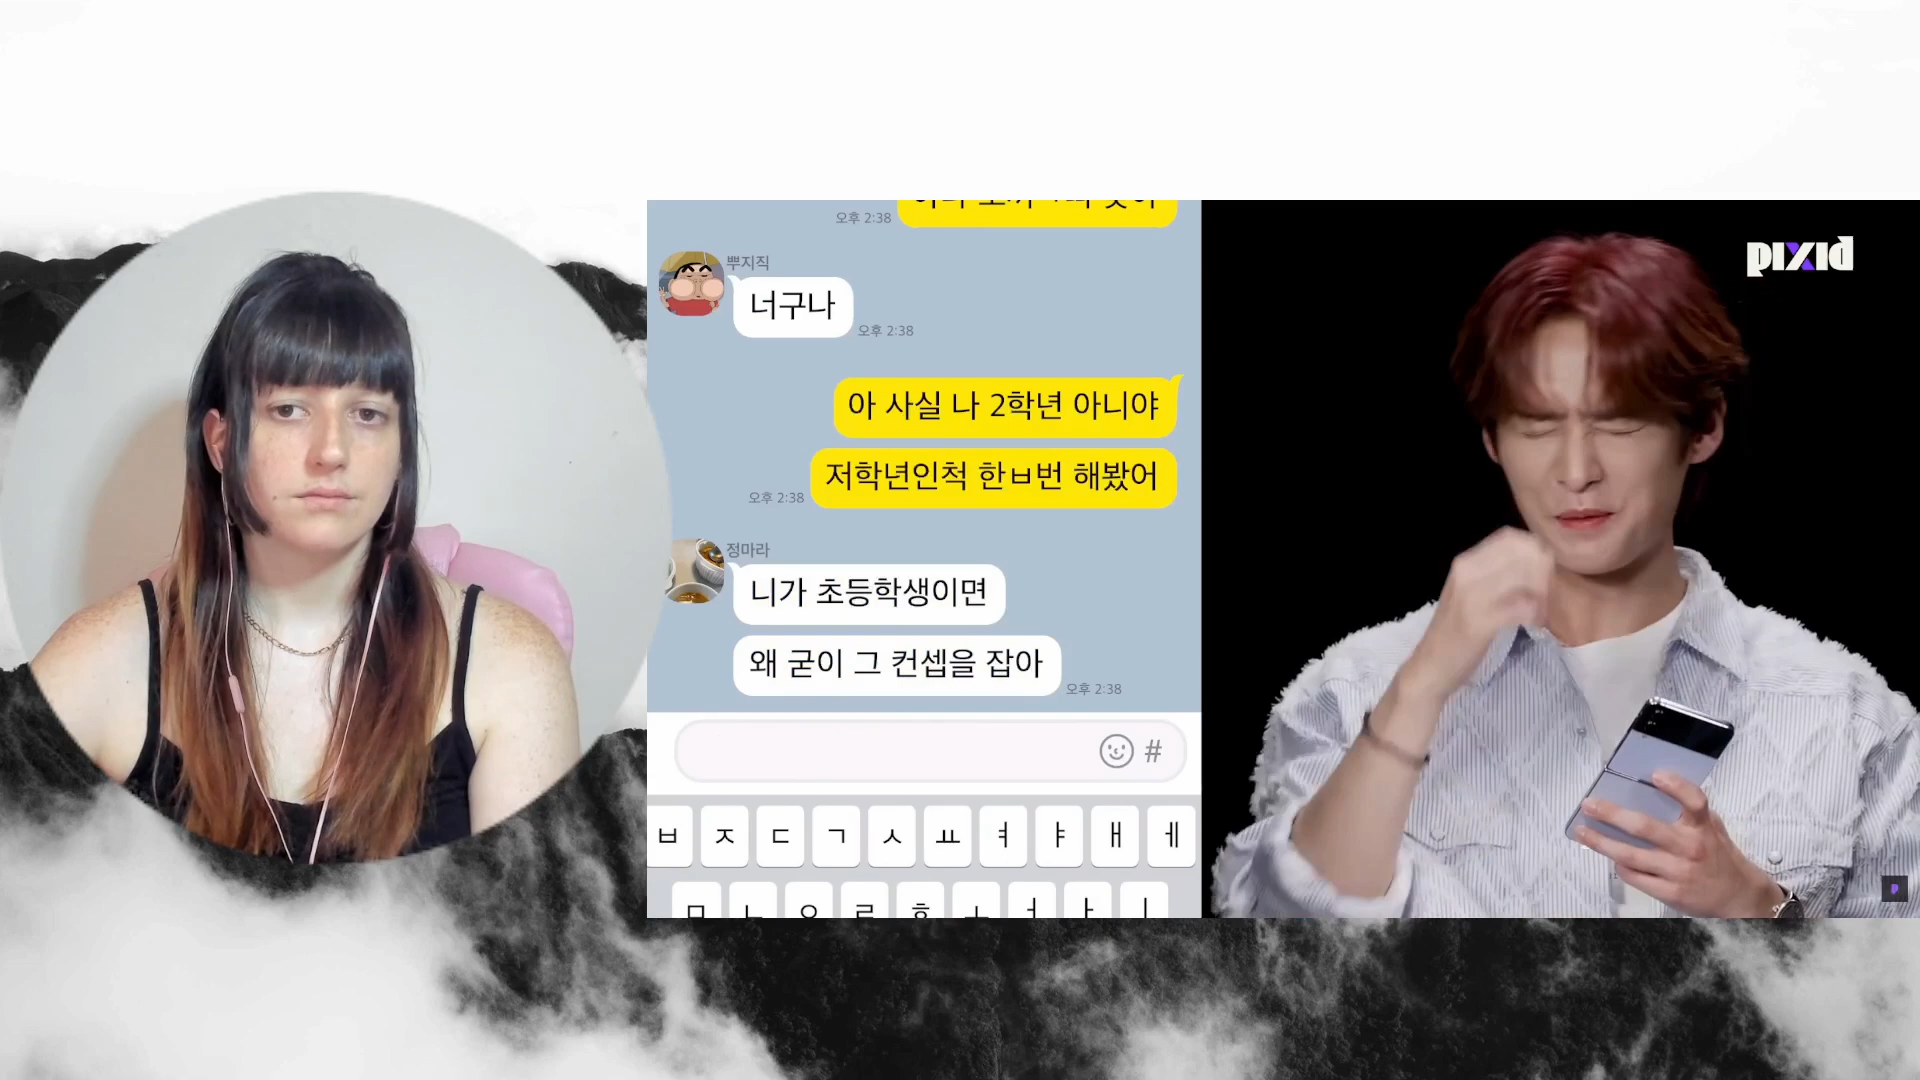 오후 2:38
뿌지직
너구나
오후 2:38
아 사실 나 2학년 아니야
저학년인척 한ㅂ번 해봤어
오후 2:38
정마라
니가 초등학생이면
왜 굳이 그 컨셉을 잡아
오후 2:38
#
ㅂ ㅈ ㄷ ㄱ ㅅ ㅛ ㅕ ㅑ ㅐ ㅔ
ㅁ ㄴ ㅇ ㄹ ㅎ ㅗ ㅓ ㅏ ㅣ
pixid